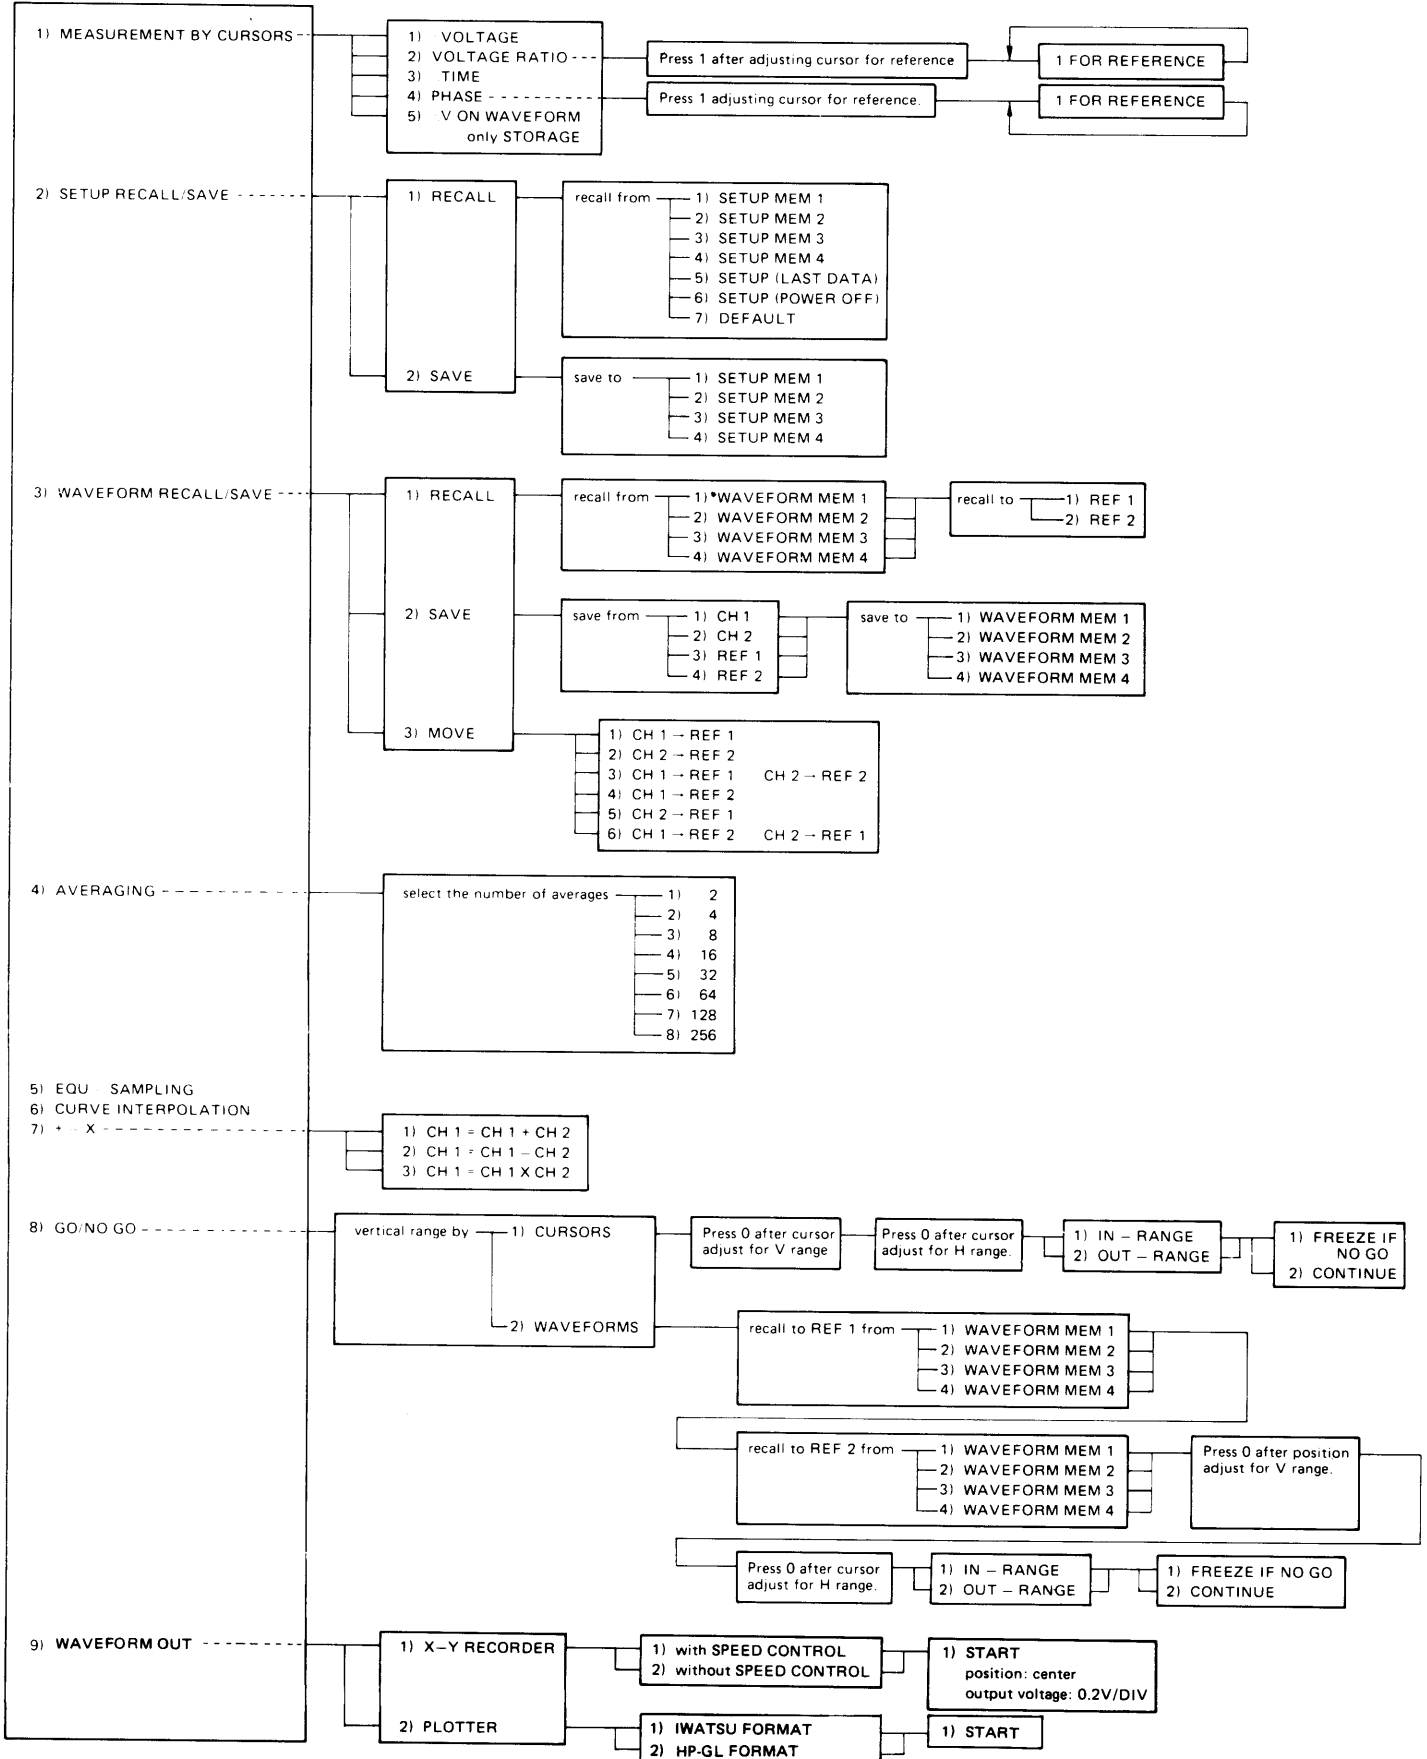 1) MEASUREMENT BY CURSORS
1) VOLTAGE
2) VOLTAGE RATIO
3) TIME
4) PHASE
5) V ON WAVEFORM
only STORAGE
Press 1 after adjusting cursor for reference
1 FOR REFERENCE
Press 1 adjusting cursor for reference.
1 FOR REFERENCE
2) SETUP RECALL/SAVE
1) RECALL
recall from
1) SETUP MEM 1
2) SETUP MEM 2
3) SETUP MEM 3
4) SETUP MEM 4
5) SETUP (LAST DATA)
6) SETUP (POWER OFF)
7) DEFAULT
2) SAVE
save to
1) SETUP MEM 1
2) SETUP MEM 2
3) SETUP MEM 3
4) SETUP MEM 4
3) WAVEFORM RECALL/SAVE
1) RECALL
recall from
1)*WAVEFORM MEM 1
2) WAVEFORM MEM 2
3) WAVEFORM MEM 3
4) WAVEFORM MEM 4
recall to
1) REF 1
2) REF 2
2) SAVE
save from
1) CH 1
2) CH 2
3) REF 1
4) REF 2
save to
1) WAVEFORM MEM 1
2) WAVEFORM MEM 2
3) WAVEFORM MEM 3
4) WAVEFORM MEM 4
3) MOVE
1) CH 1 → REF 1
2) CH 2 → REF 2
3) CH 1 → REF 1 CH 2 → REF 2
4) CH 1 → REF 2
5) CH 2 → REF 1
6) CH 1 → REF 2 CH 2 → REF 1
4) AVERAGING
select the number of averages
1) 2
2) 4
3) 8
4) 16
5) 32
6) 64
7) 128
8) 256
5) EQU SAMPLING
6) CURVE INTERPOLATION
7) + − X
1) CH 1 = CH 1 + CH 2
2) CH 1 = CH 1 − CH 2
3) CH 1 = CH 1 X CH 2
8) GO/NO GO
vertical range by
1) CURSORS
2) WAVEFORMS
Press 0 after cursor
adjust for V range
Press 0 after cursor
adjust for H range.
1) IN – RANGE
2) OUT – RANGE
1) FREEZE IF
NO GO
2) CONTINUE
recall to REF 1 from
1) WAVEFORM MEM 1
2) WAVEFORM MEM 2
3) WAVEFORM MEM 3
4) WAVEFORM MEM 4
recall to REF 2 from
1) WAVEFORM MEM 1
2) WAVEFORM MEM 2
3) WAVEFORM MEM 3
4) WAVEFORM MEM 4
Press 0 after position
adjust for V range.
Press 0 after cursor
adjust for H range.
1) IN – RANGE
2) OUT – RANGE
1) FREEZE IF NO GO
2) CONTINUE
9) WAVEFORM OUT
1) X–Y RECORDER
1) with SPEED CONTROL
2) without SPEED CONTROL
1) START
position: center
output voltage: 0.2V/DIV
2) PLOTTER
1) IWATSU FORMAT
2) HP-GL FORMAT
1) START